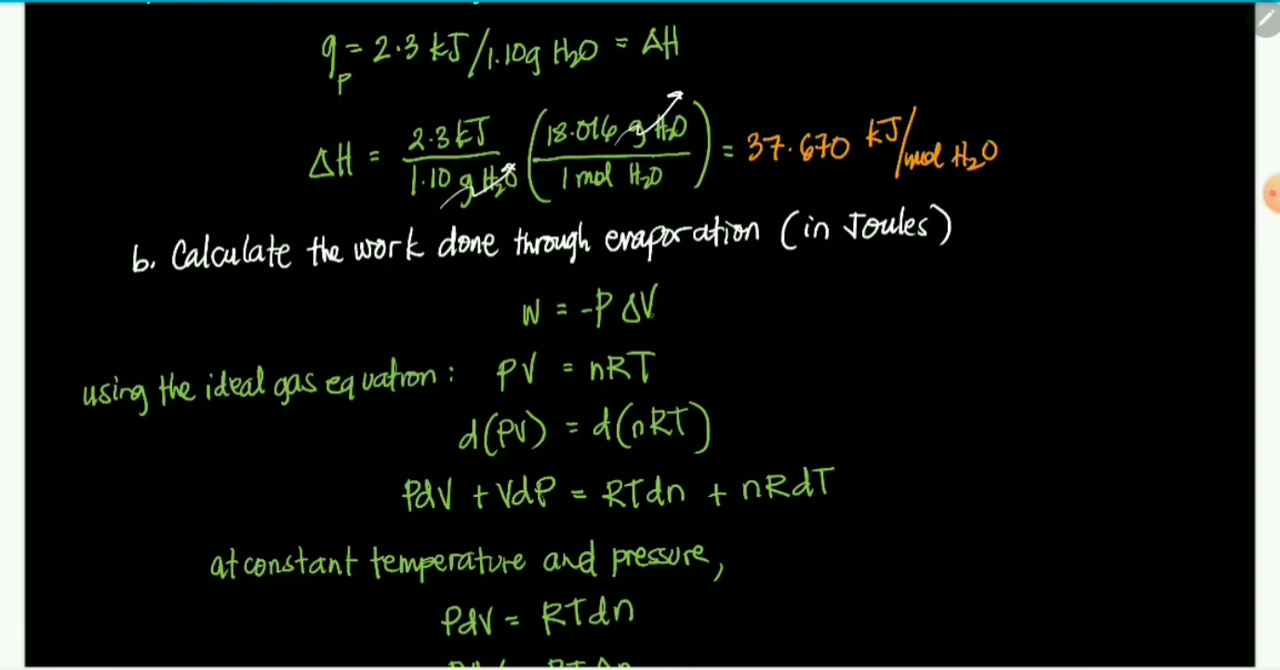 qp = 2.3 kJ/1.10g H₂O = ΔH
ΔH = 2.3 kJ / 1.10 g H₂O (18.016 g H₂O / 1 mol H₂O) = 37.670 kJ/mol H₂O
b. Calculate the work done through evaporation (in Joules)
W = -P ΔV
using the ideal gas equation: PV = nRT
d(PV) = d(nRT)
PdV + VdP = RTdn + nRdT
at constant temperature and pressure,
PdV = RTdn